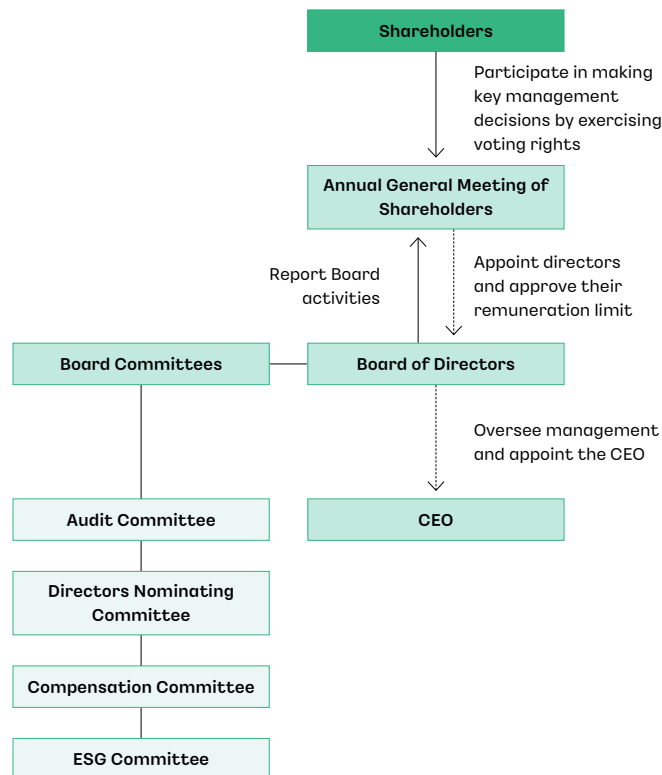 Shareholders
Participate in making
key management
decisions by exercising
voting rights
Annual General Meeting of
Shareholders
Report Board
activities
Appoint directors
and approve their
remuneration limit
Board Committees
Board of Directors
Oversee management
and appoint the CEO
Audit Committee
CEO
Directors Nominating
Committee
Compensation Committee
ESG Committee